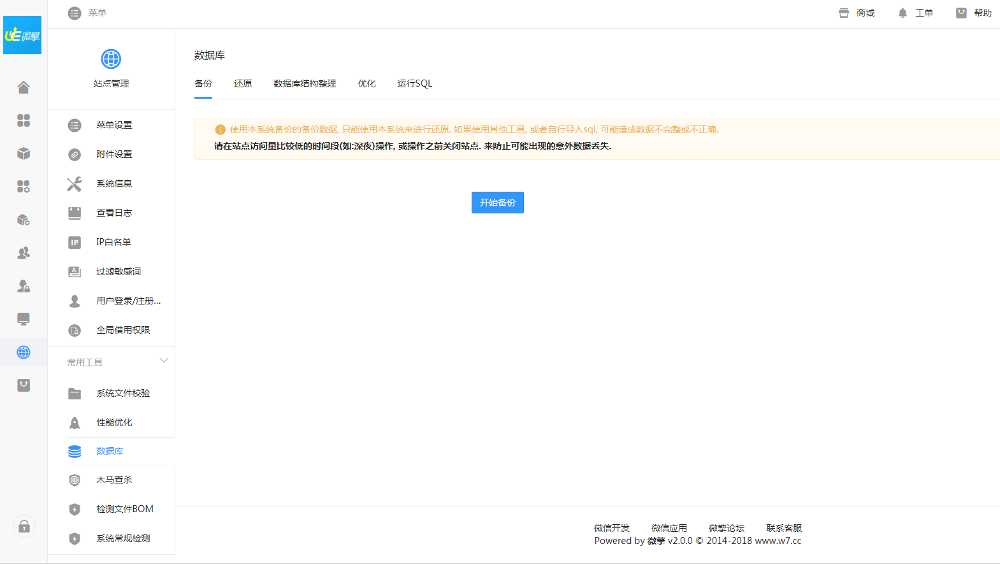 微擎
菜单
商城
工单
帮助
站点管理
菜单设置
附件设置
系统信息
查看日志
IP白名单
过滤敏感词
用户登录/注册...
全局借用权限
常用工具
系统文件校验
性能优化
数据库
木马查杀
检测文件BOM
系统常规检测
数据库
备份 还原 数据库结构整理 优化 运行SQL
使用本系统备份的备份数据, 只能使用本系统来进行还原. 如果使用其他工具, 或者自行导入sql, 可能造成数据不完整或不正确.
请在站点访问量比较低的时间段(如:深夜)操作, 或操作之前关闭站点. 来防止可能出现的意外数据丢失.
开始备份
微信开发 微信应用 微擎论坛 联系客服
Powered by 微擎 v2.0.0 © 2014-2018 www.w7.cc